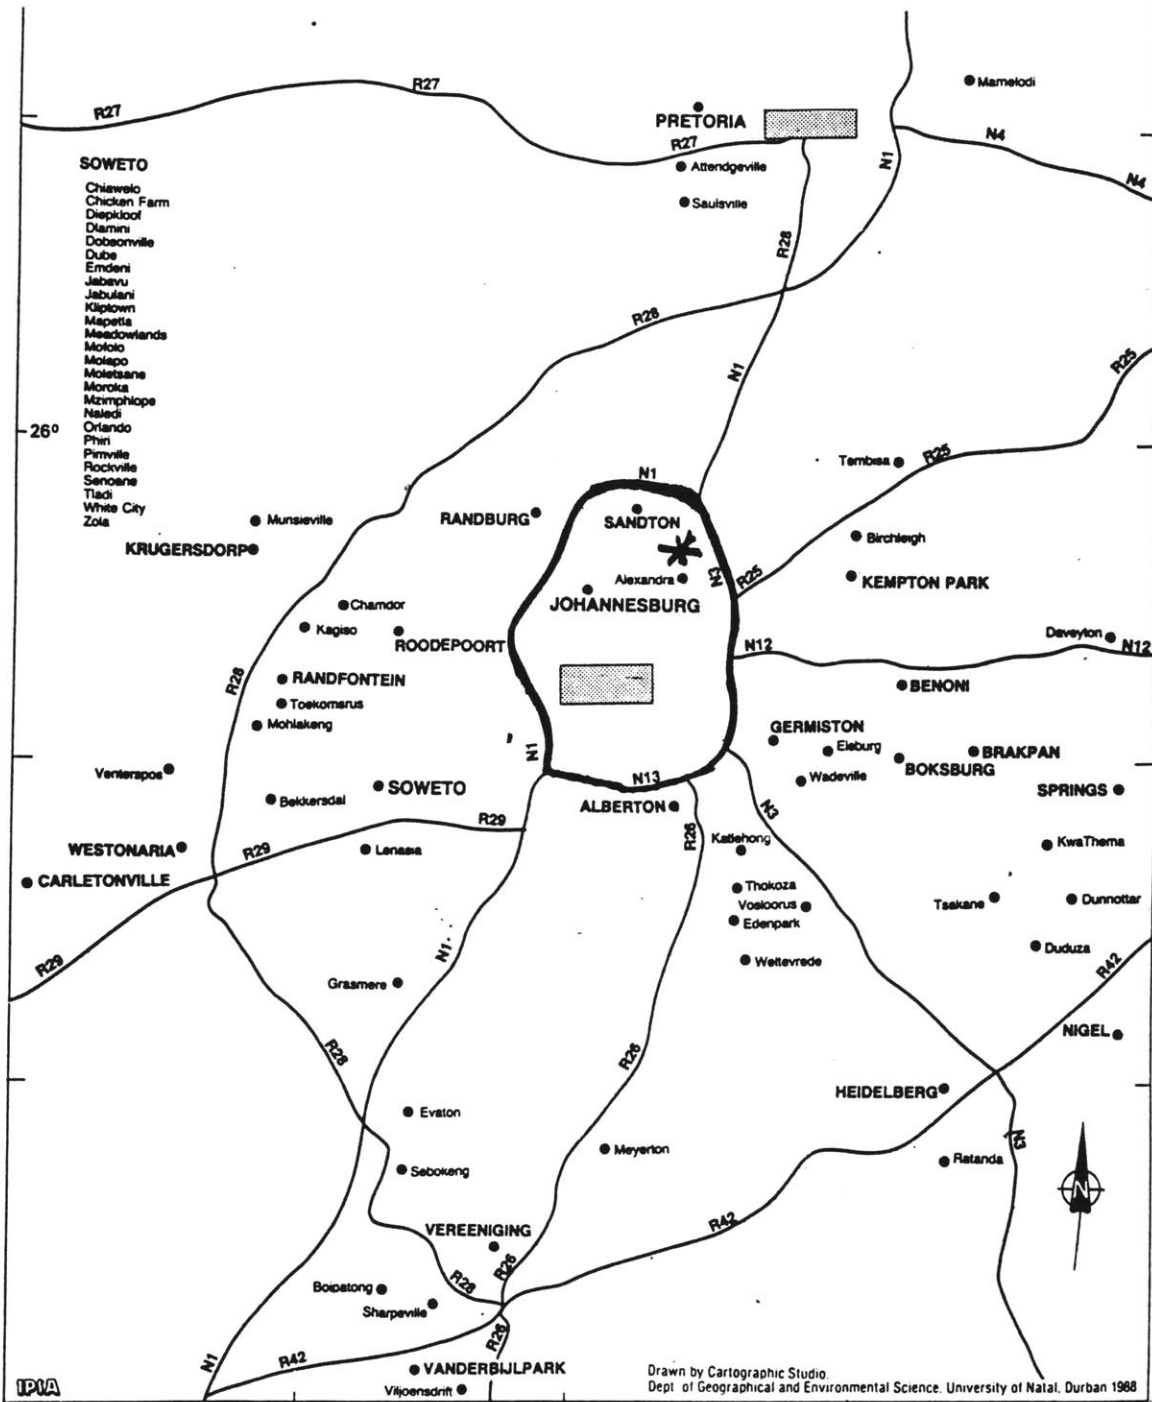 Mamelodi
R27
R27
PRETORIA
R27
N4
N4
N1
SOWETO
Attendgeville
Saulsville
Chiawelo
Chicken Farm
Diepkloof
Dlamini
Dobsonville
Dube
Emdeni
Jabavu
Jabulani
Kliptown
Mapetla
Meadowlands
Mofolo
Molapo
Moletsane
Moroka
Mzimphlope
Naledi
Orlando
Phiri
Pimville
Rockville
Senoane
Tladi
White City
Zola
R28
R28
N1
R25
26º
Tembisa
R25
N1
Munsieville
RANDBURG
SANDTON
KRUGERSDORP
Birchleigh
Alexandra
N3
R25
KEMPTON PARK
Chamdor
JOHANNESBURG
Kagiso
ROODEPOORT
Daveyton
N12
N12
R28
RANDFONTEIN
BENONI
Toekomsrus
Mohlakeng
GERMISTON
N1
Elsburg
BRAKPAN
Venterspos
BOKSBURG
N13
Wadeville
SOWETO
SPRINGS
Bekkersdal
ALBERTON
N3
R29
R26
Katlehong
KwaThema
WESTONARIA
R29
Lenasia
CARLETONVILLE
Thokoza
Vosloorus
Tsakane
Dunnottar
Edenpark
N1
Duduza
Weltevrede
R29
R42
Grasmere
NIGEL
R28
R26
HEIDELBERG
Evaton
N3
Meyerton
Ratanda
N
Sebokeng
R42
VEREENIGING
R26
R28
Boipatong
Sharpeville
R26
N1
R42
VANDERBIJLPARK
Viljoensdrift
IPIA
Drawn by Cartographic Studio.
Dept of Geographical and Environmental Science. University of Natal. Durban 1988